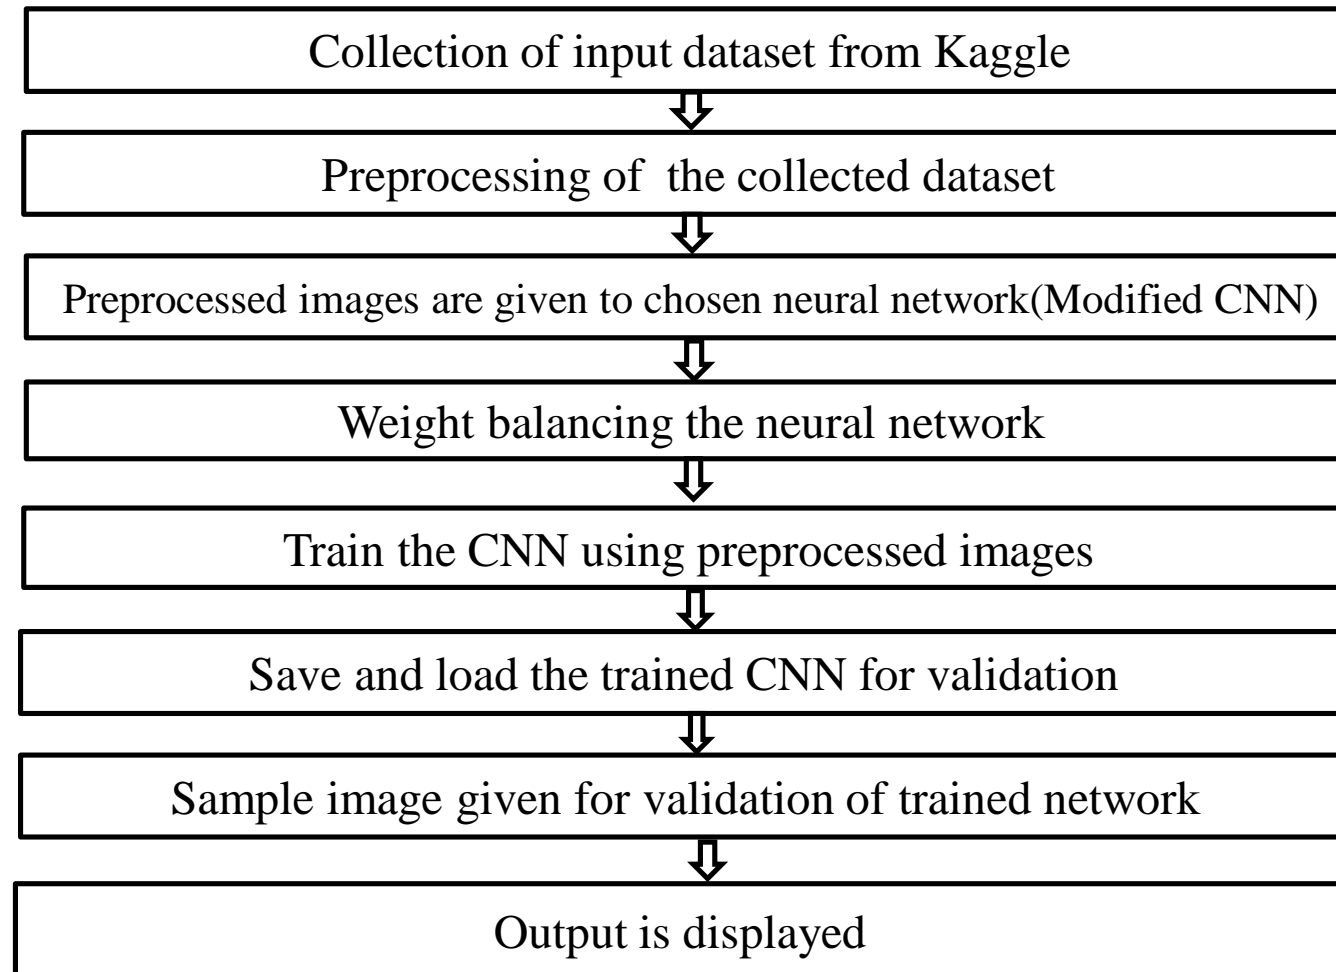 Collection of input dataset from Kaggle
Preprocessing of the collected dataset
Preprocessed images are given to chosen neural network(Modified CNN)
Weight balancing the neural network
Train the CNN using preprocessed images
Save and load the trained CNN for validation
Sample image given for validation of trained network
Output is displayed